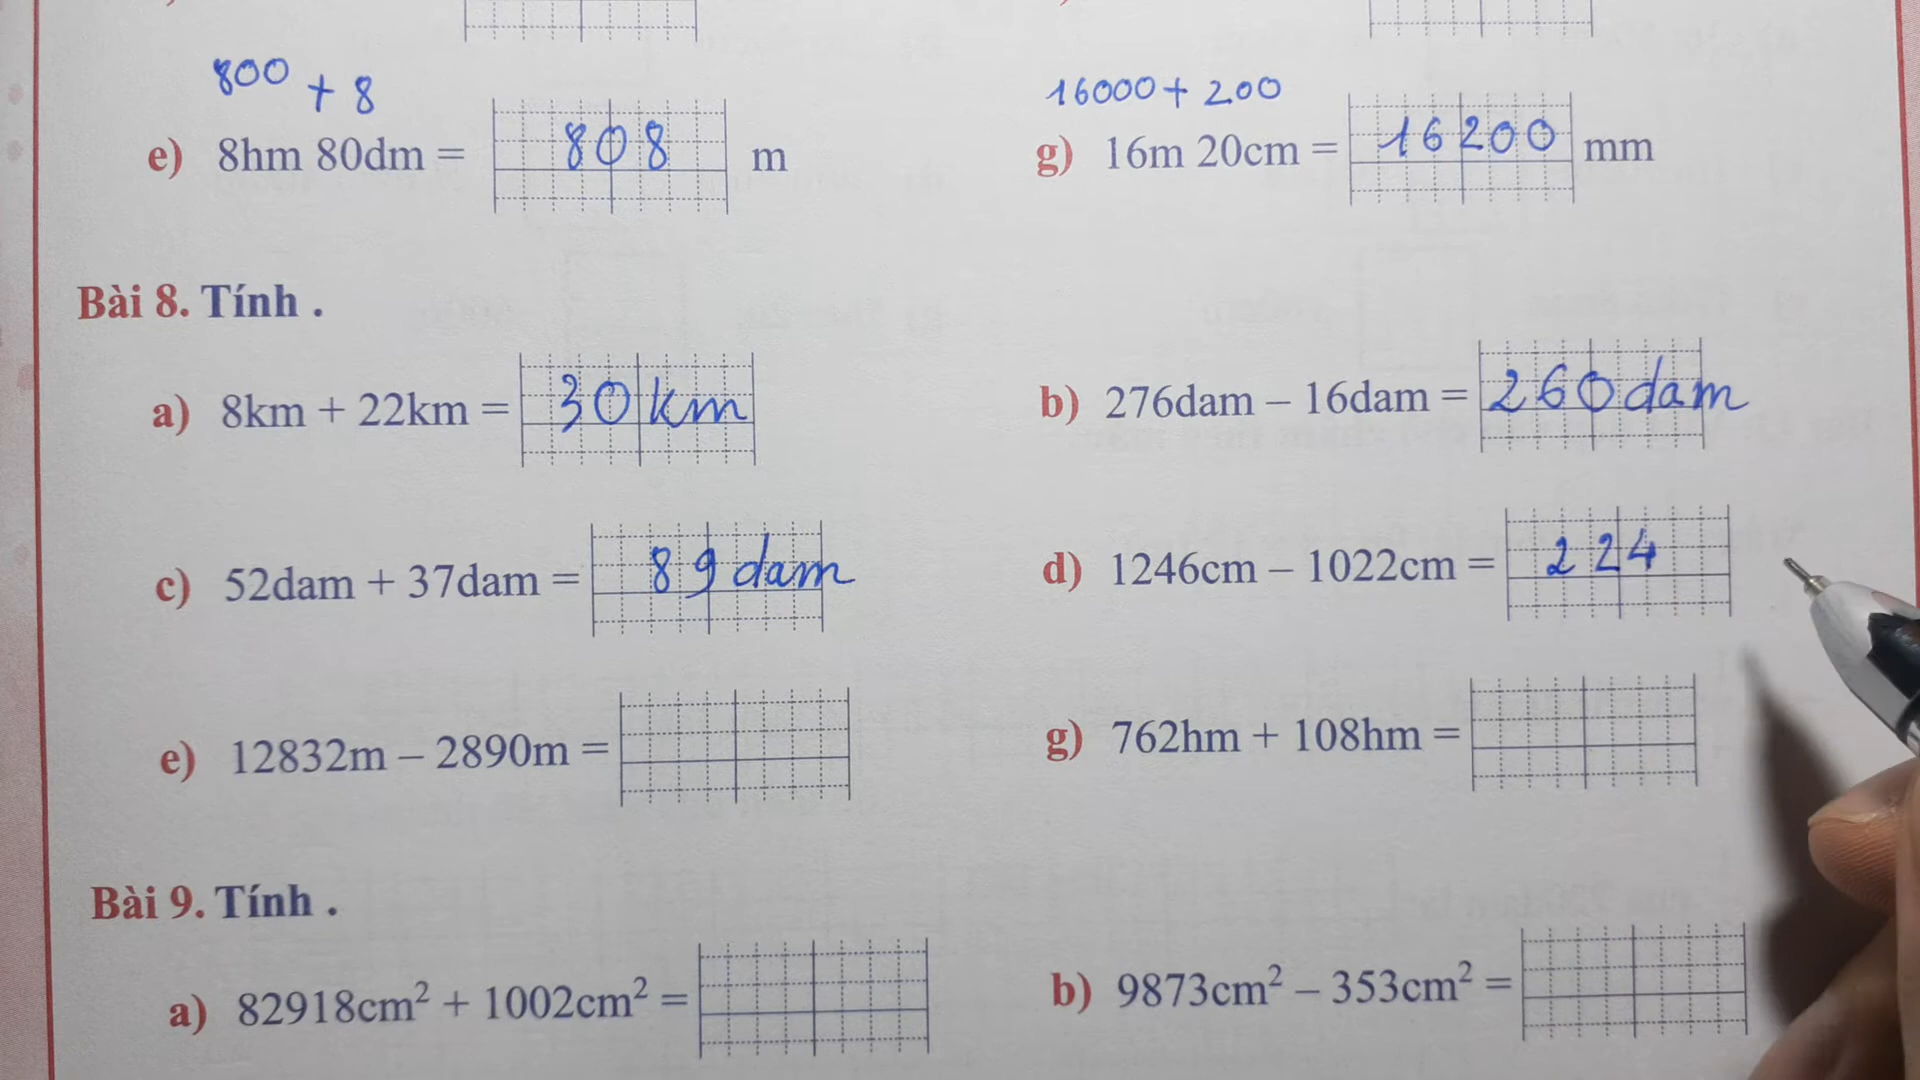 800 + 8
e) 8hm 80dm = 808 m
16000 + 200
g) 16m 20cm = 16200 mm
Bài 8. Tính .
a) 8km + 22km = 30km
b) 276dam – 16dam = 260dam
c) 52dam + 37dam = 89dam
d) 1246cm – 1022cm = 224
e) 12832m – 2890m =
g) 762hm + 108hm =
Bài 9. Tính .
a) 82918cm² + 1002cm² =
b) 9873cm² – 353cm² =